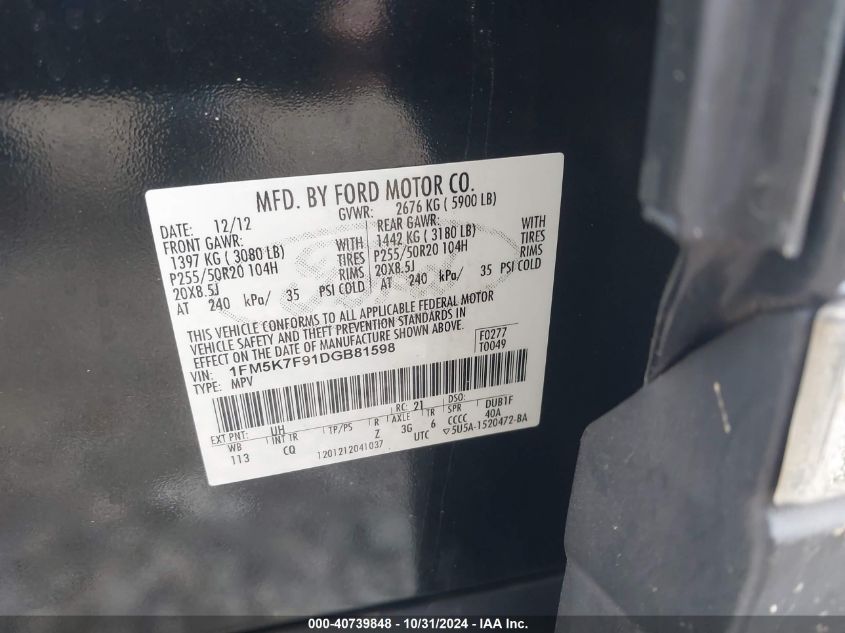 MFD. BY FORD MOTOR CO.
DATE: 12/12 GVWR: 2676 KG ( 5900 LB)
FRONT GAWR: REAR GAWR:
1397 KG ( 3080 LB) WITH 1442 KG ( 3180 LB) WITH
P255/50R20 104H TIRES P255/50R20 104H TIRES
20X8.5J RIMS 20X8.5J RIMS
AT 240 kPa/ 35 PSI COLD AT 240 kPa/ 35 PSI COLD
THIS VEHICLE CONFORMS TO ALL APPLICABLE FEDERAL MOTOR
VEHICLE SAFETY AND THEFT PREVENTION STANDARDS IN
EFFECT ON THE DATE OF MANUFACTURE SHOWN ABOVE.
VIN: 1FM5K7F91DGB81598 F0277
TYPE: MPV T0049
EXT PNT: UH RC: 21 DSO:
WB INT TR TP/PS R AXLE TR SPR DUB1F
113 CQ Z 3G 6 CCCC 40A
1201212041037 UTC ▽5U5A-1520472-BA
000-40739848 - 10/31/2024 - IAA Inc.